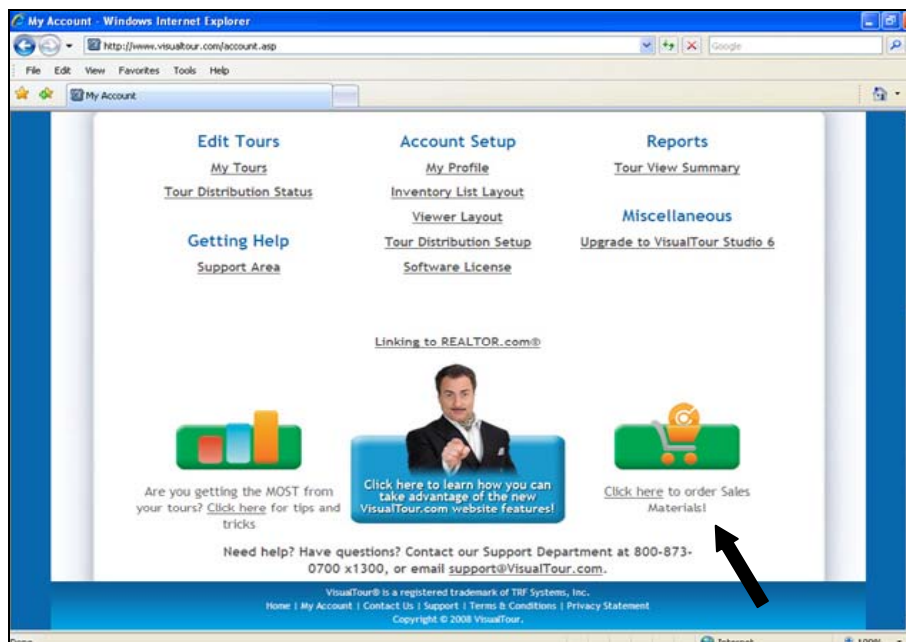 My Account - Windows Internet Explorer
http://www.visualtour.com/account.asp
Google
File Edit View Favorites Tools Help
My Account
Edit Tours
My Tours
Tour Distribution Status
Getting Help
Support Area
Account Setup
My Profile
Inventory List Layout
Viewer Layout
Tour Distribution Setup
Software License
Reports
Tour View Summary
Miscellaneous
Upgrade to VisualTour Studio 6
Linking to REALTOR.com®
Are you getting the MOST from
your tours? Click here for tips and
tricks
Click here to learn how you can
take advantage of the new
VisualTour.com website features!
Click here to order Sales
Materials!
Need help? Have questions? Contact our Support Department at 800-873-
0700 x1300, or email support@VisualTour.com.
VisualTour® is a registered trademark of TRF Systems, Inc.
Home | My Account | Contact Us | Support | Terms & Conditions | Privacy Statement
Copyright © 2008 VisualTour.
Done
Internet
100%